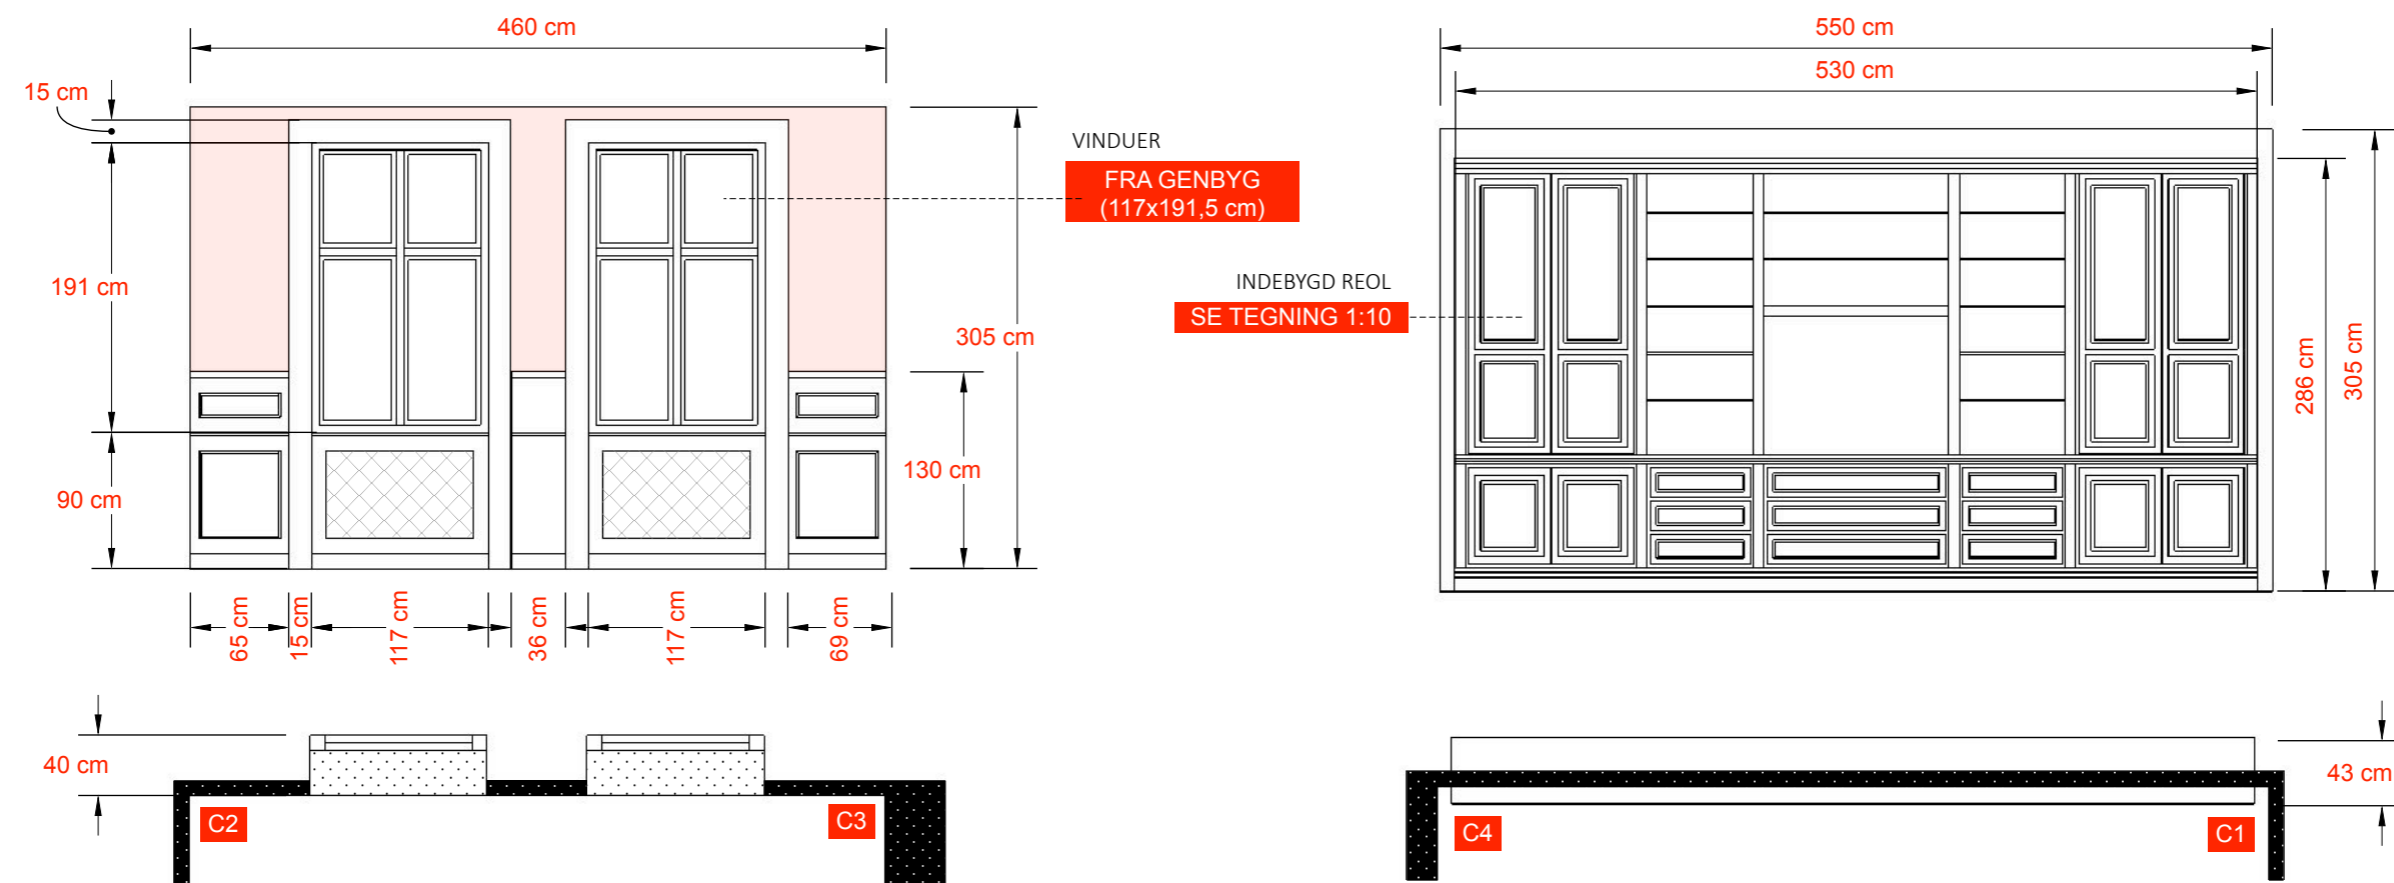 460 cm
15 cm
191 cm
90 cm
305 cm
130 cm
65 cm
15 cm
117 cm
36 cm
117 cm
69 cm
40 cm
C2
C3
VINDUER
FRA GENBYG
(117x191,5 cm)
INDEBYGD REOL
SE TEGNING 1:10
550 cm
530 cm
286 cm
305 cm
43 cm
C4
C1